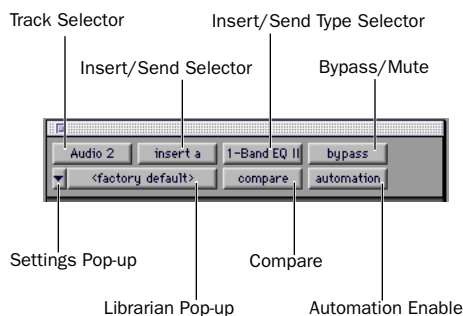 Track Selector
Insert/Send Type Selector
Insert/Send Selector
Bypass/Mute
Audio 2
insert a
1-Band EQ II
bypass
<factory default>
compare
automation
Settings Pop-up
Compare
Librarian Pop-up
Automation Enable